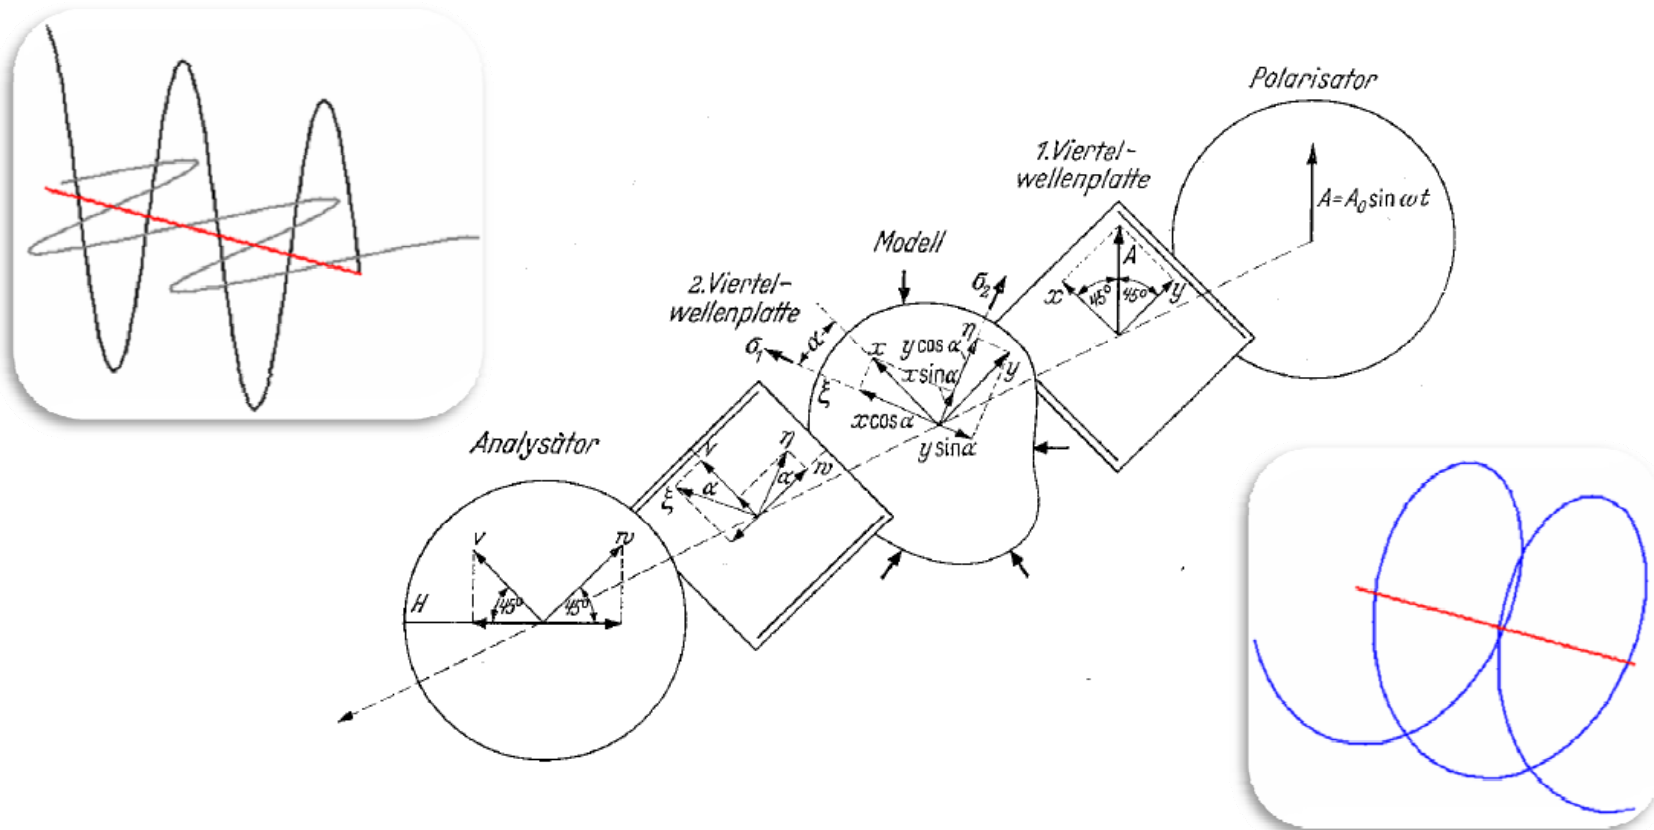 Polarisator
A=A₀ sin ωt
1.Viertel-
wellenplatte
A
x
45°
45°
y
Modell
σ₂
η
y cos α
x
x sin α
y
α
σ₁
ξ
x cos α
y sin α
2.Viertel-
wellenplatte
v
η
w
α
α
ξ
Analysator
v
w
H
45°
45°